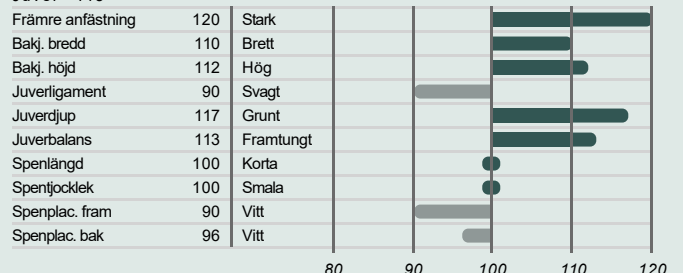 Främre anfästning 120 Stark
Bakj. bredd 110 Brett
Bakj. höjd 112 Hög
Juverligament 90 Svagt
Juverdjup 117 Grunt
Juverbalans 113 Framtungt
Spenlängd 100 Korta
Spentjocklek 100 Smala
Spenplac. fram 90 Vitt
Spenplac. bak 96 Vitt
80 90 100 110 120